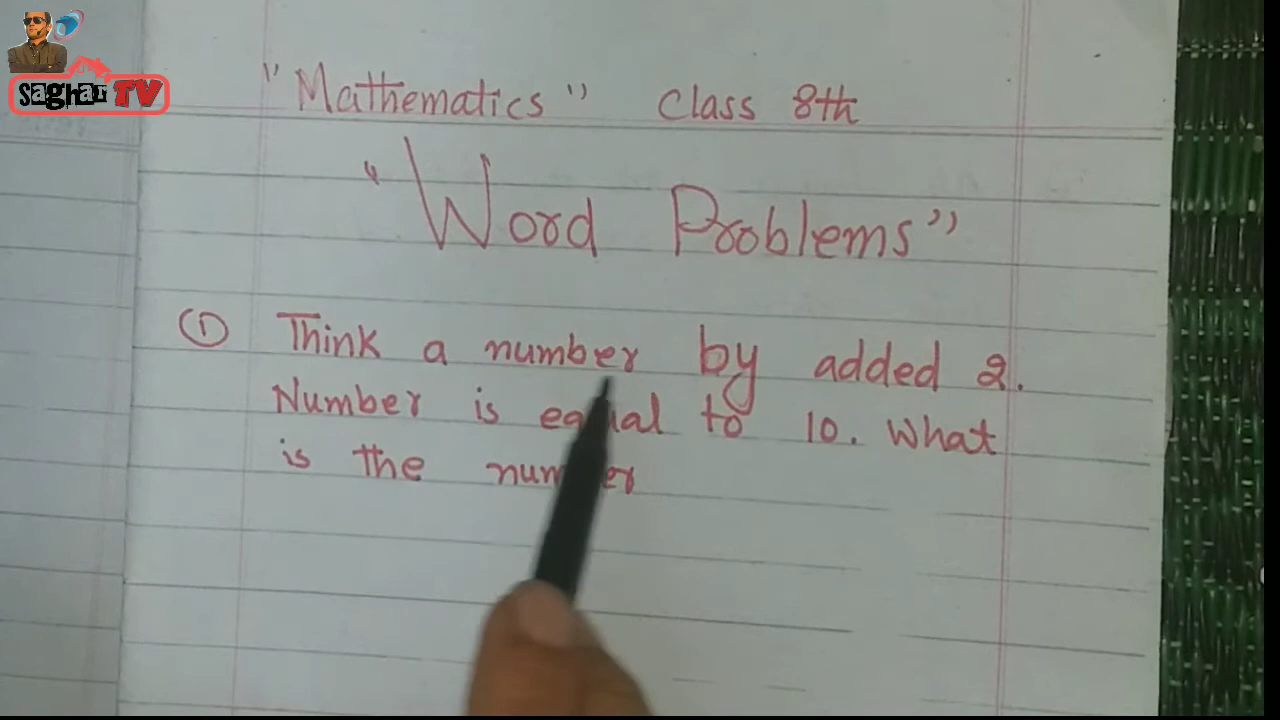 saghar TV
"Mathematics" Class 8th
"Word Problems"
① Think a number by added 2.
Number is equal to 10. What
is the number